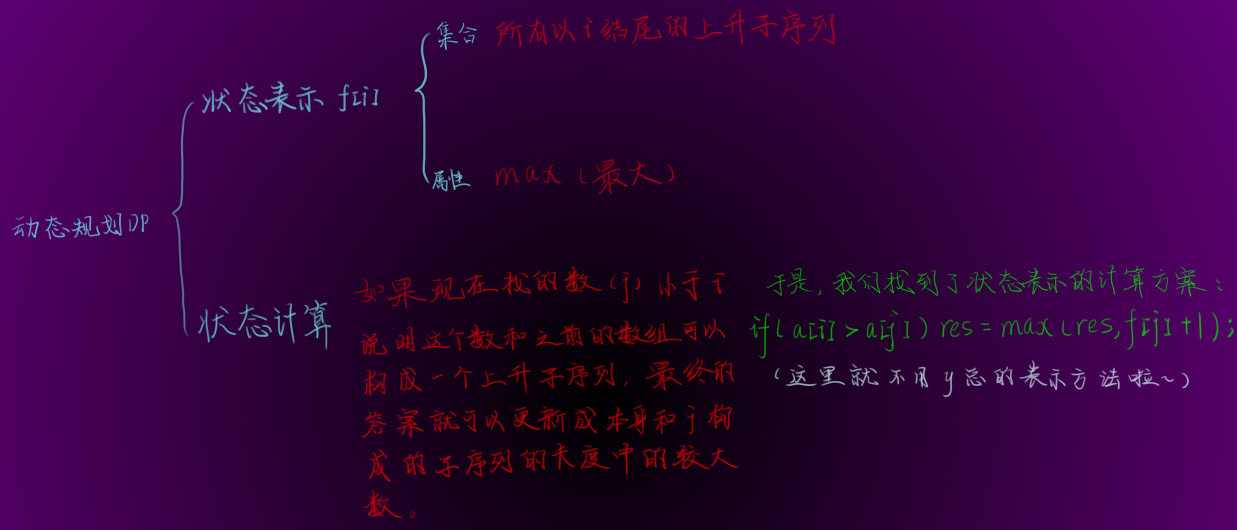 动态规划DP
状态表示 f[i]
集合 所有以i结尾的上升子序列
属性 max（最大）
状态计算
如果现在找的数（j）小于i
说明这个数和之前的数组可以
构成一个上升子序列，最终的
答案就可以更新成本身和j构
成的子序列的长度中的较大
数。
于是，我们找到了状态表示的计算方案：
if(a[i]>a[j]) res=max(res,f[j]+1);
（这里就不用y总的表示方法啦~）